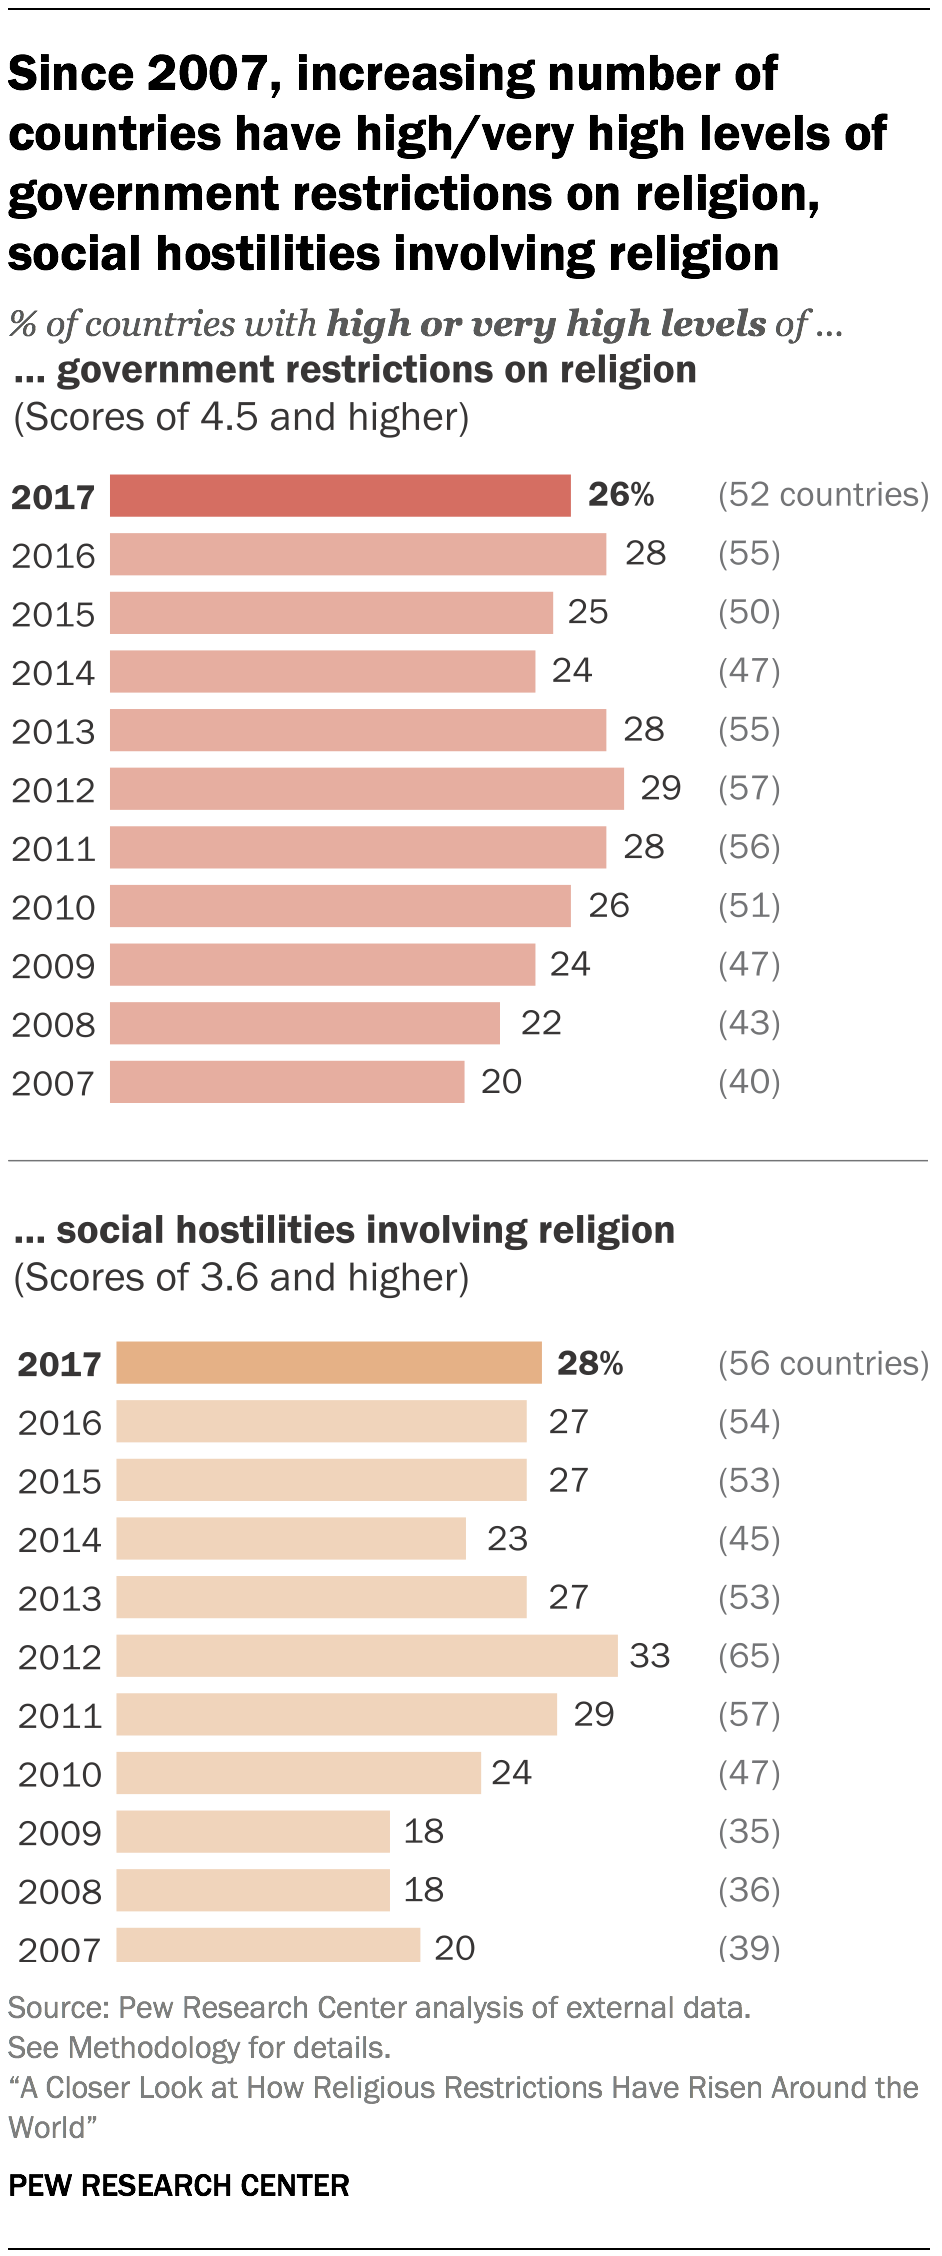 Since 2007, increasing number of
countries have high/very high levels of
government restrictions on religion,
social hostilities involving religion
% of countries with high or very high levels of ...
... government restrictions on religion
(Scores of 4.5 and higher)
2017 26% (52 countries)
2016 28 (55)
2015 25 (50)
2014 24 (47)
2013 28 (55)
2012 29 (57)
2011 28 (56)
2010 26 (51)
2009 24 (47)
2008 22 (43)
2007 20 (40)
... social hostilities involving religion
(Scores of 3.6 and higher)
2017 28% (56 countries)
2016 27 (54)
2015 27 (53)
2014 23 (45)
2013 27 (53)
2012 33 (65)
2011 29 (57)
2010 24 (47)
2009 18 (35)
2008 18 (36)
2007 20 (39)
Source: Pew Research Center analysis of external data.
See Methodology for details.
“A Closer Look at How Religious Restrictions Have Risen Around the
World”
PEW RESEARCH CENTER